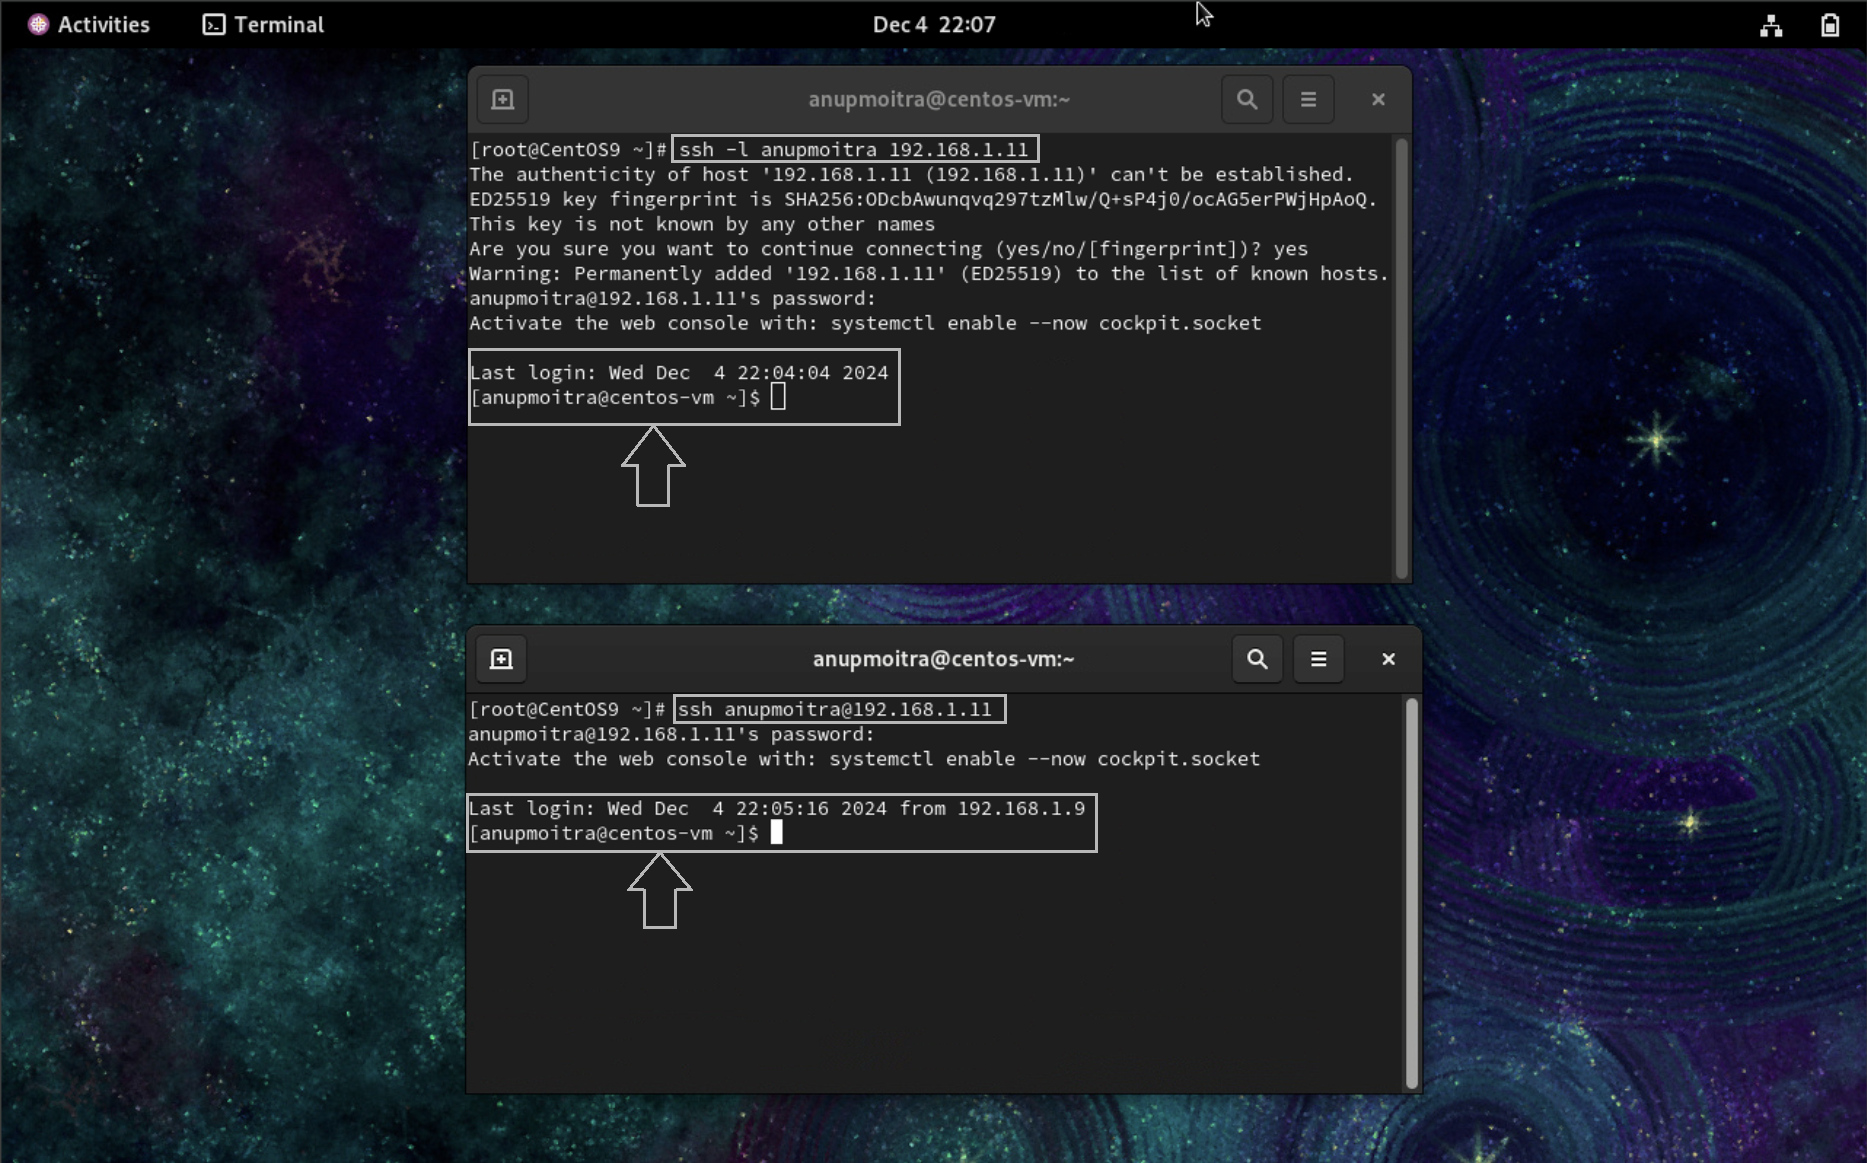 Activities
Terminal
Dec 4 22:07
anupmoitra@centos-vm:~
[root@CentOS9 ~]# ssh -l anupmoitra 192.168.1.11
The authenticity of host '192.168.1.11 (192.168.1.11)' can't be established.
ED25519 key fingerprint is SHA256:ODcbAwunqvq297tzMlw/Q+sP4j0/ocAG5erPWjHpAoQ.
This key is not known by any other names
Are you sure you want to continue connecting (yes/no/[fingerprint])? yes
Warning: Permanently added '192.168.1.11' (ED25519) to the list of known hosts.
anupmoitra@192.168.1.11's password:
Activate the web console with: systemctl enable --now cockpit.socket
Last login: Wed Dec  4 22:04:04 2024
[anupmoitra@centos-vm ~]$
anupmoitra@centos-vm:~
[root@CentOS9 ~]# ssh anupmoitra@192.168.1.11
anupmoitra@192.168.1.11's password:
Activate the web console with: systemctl enable --now cockpit.socket
Last login: Wed Dec  4 22:05:16 2024 from 192.168.1.9
[anupmoitra@centos-vm ~]$